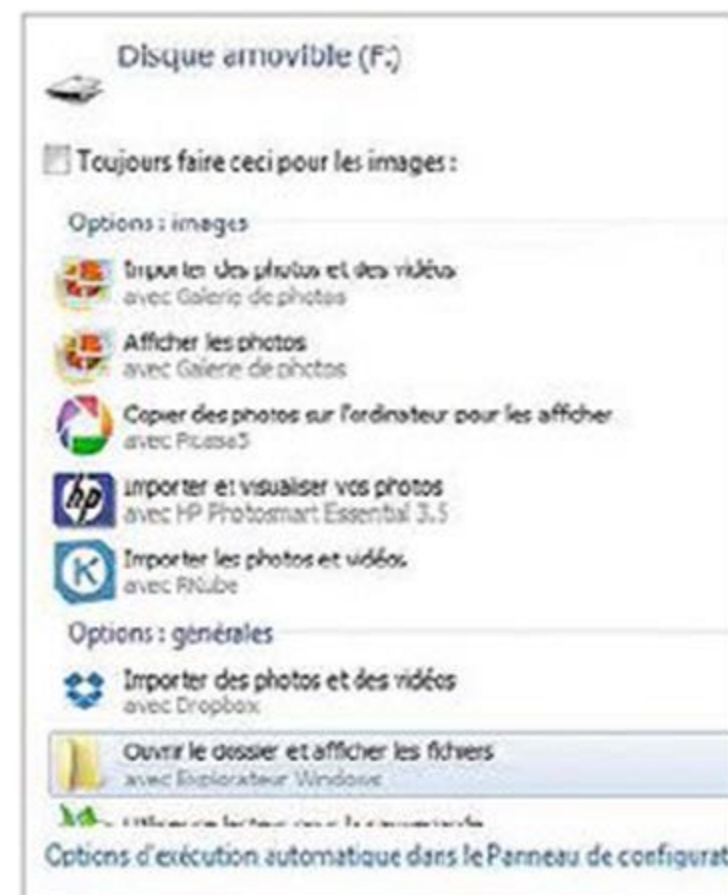 Disque amovible (F:)
Toujours faire ceci pour les images :
Options : images
Importer des photos et des vidéos
avec Galerie de photos
Afficher les photos
avec Galerie de photos
Copier des photos sur l'ordinateur pour les afficher
avec Picasa3
hp
Importer et visualiser vos photos
avec HP Photosmart Essential 3.5
K
Importer les photos et vidéos
avec
Options : générales
Importer des photos et des vidéos
avec Dropbox
Ouvrir le dossier et afficher les fichiers
avec Explorateur Windows
Options d'exécution automatique dans le Panneau de configurat